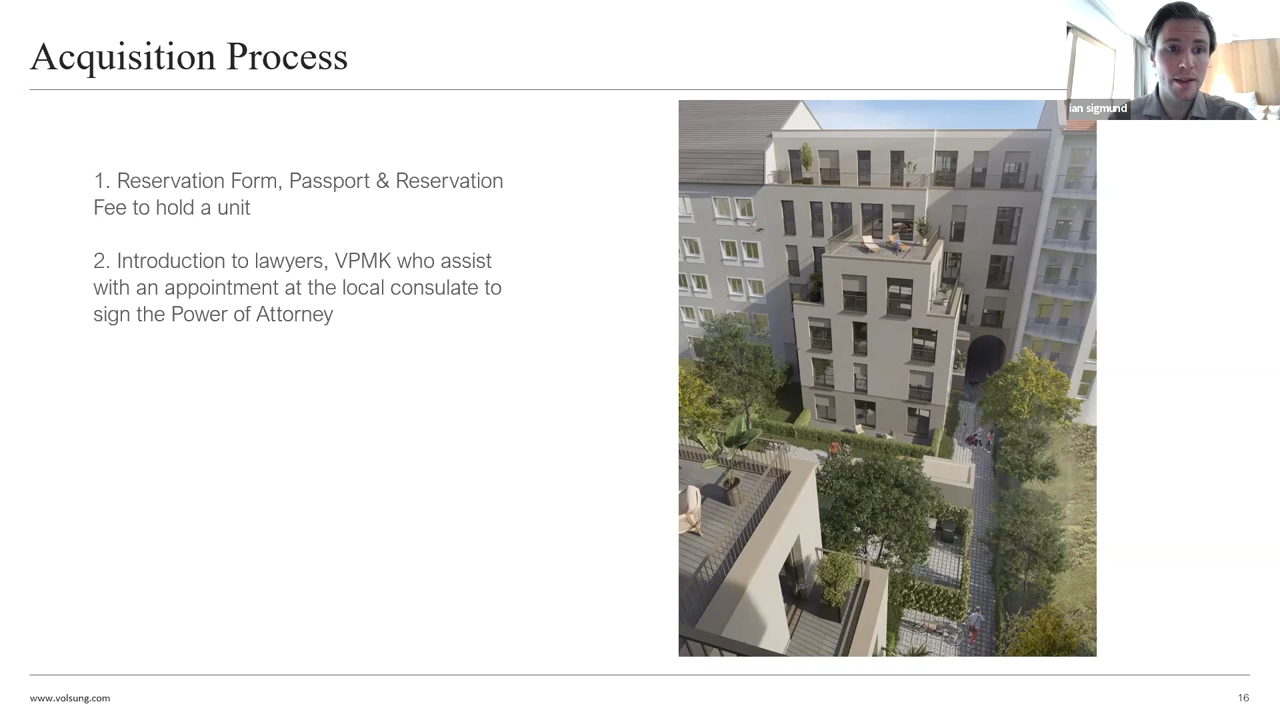 Acquisition Process
ian sigmund
1. Reservation Form, Passport & Reservation
Fee to hold a unit
2. Introduction to lawyers, VPMK who assist
with an appointment at the local consulate to
sign the Power of Attorney
www.volsung.com
16